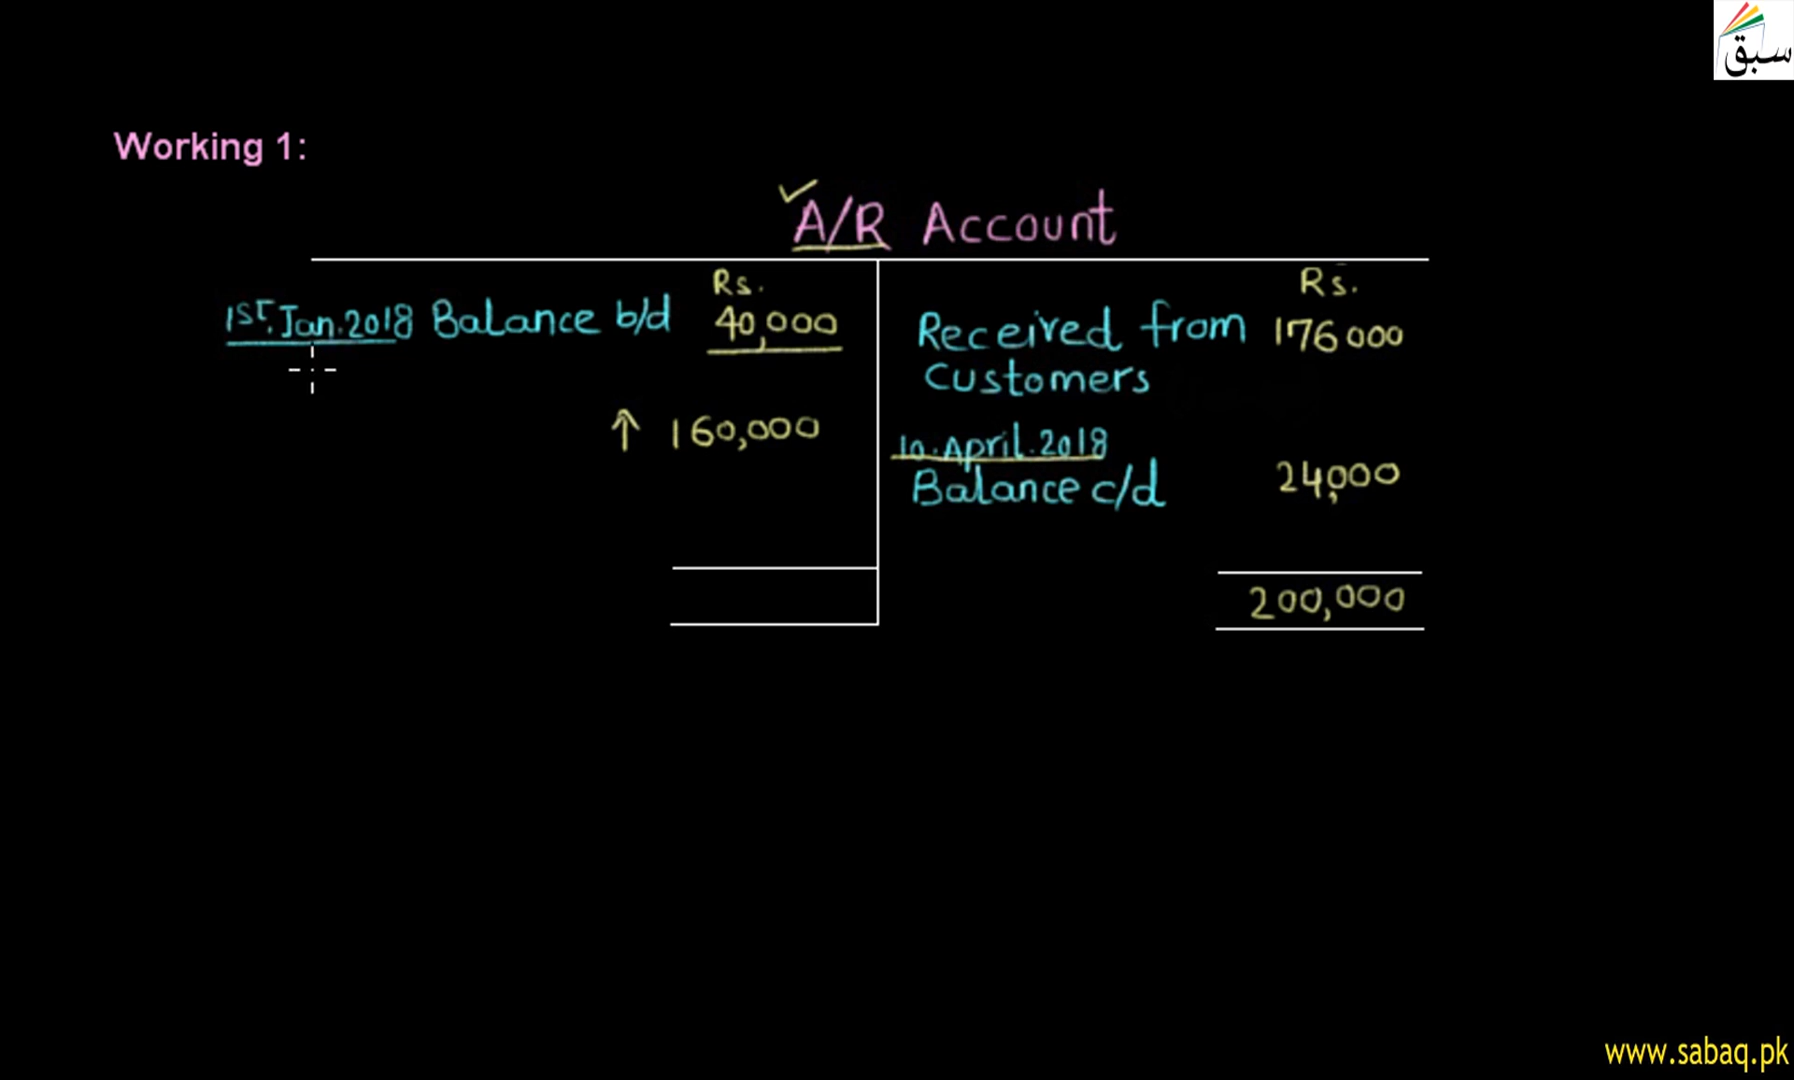 سبق
Working 1:
A/R Account
Rs.
1ST. Jan. 2018 Balance b/d 40,000
↑ 160,000
Rs.
Received from 176000
Customers
10. April. 2018
Balance c/d 24,000
200,000
www.sabaq.pk